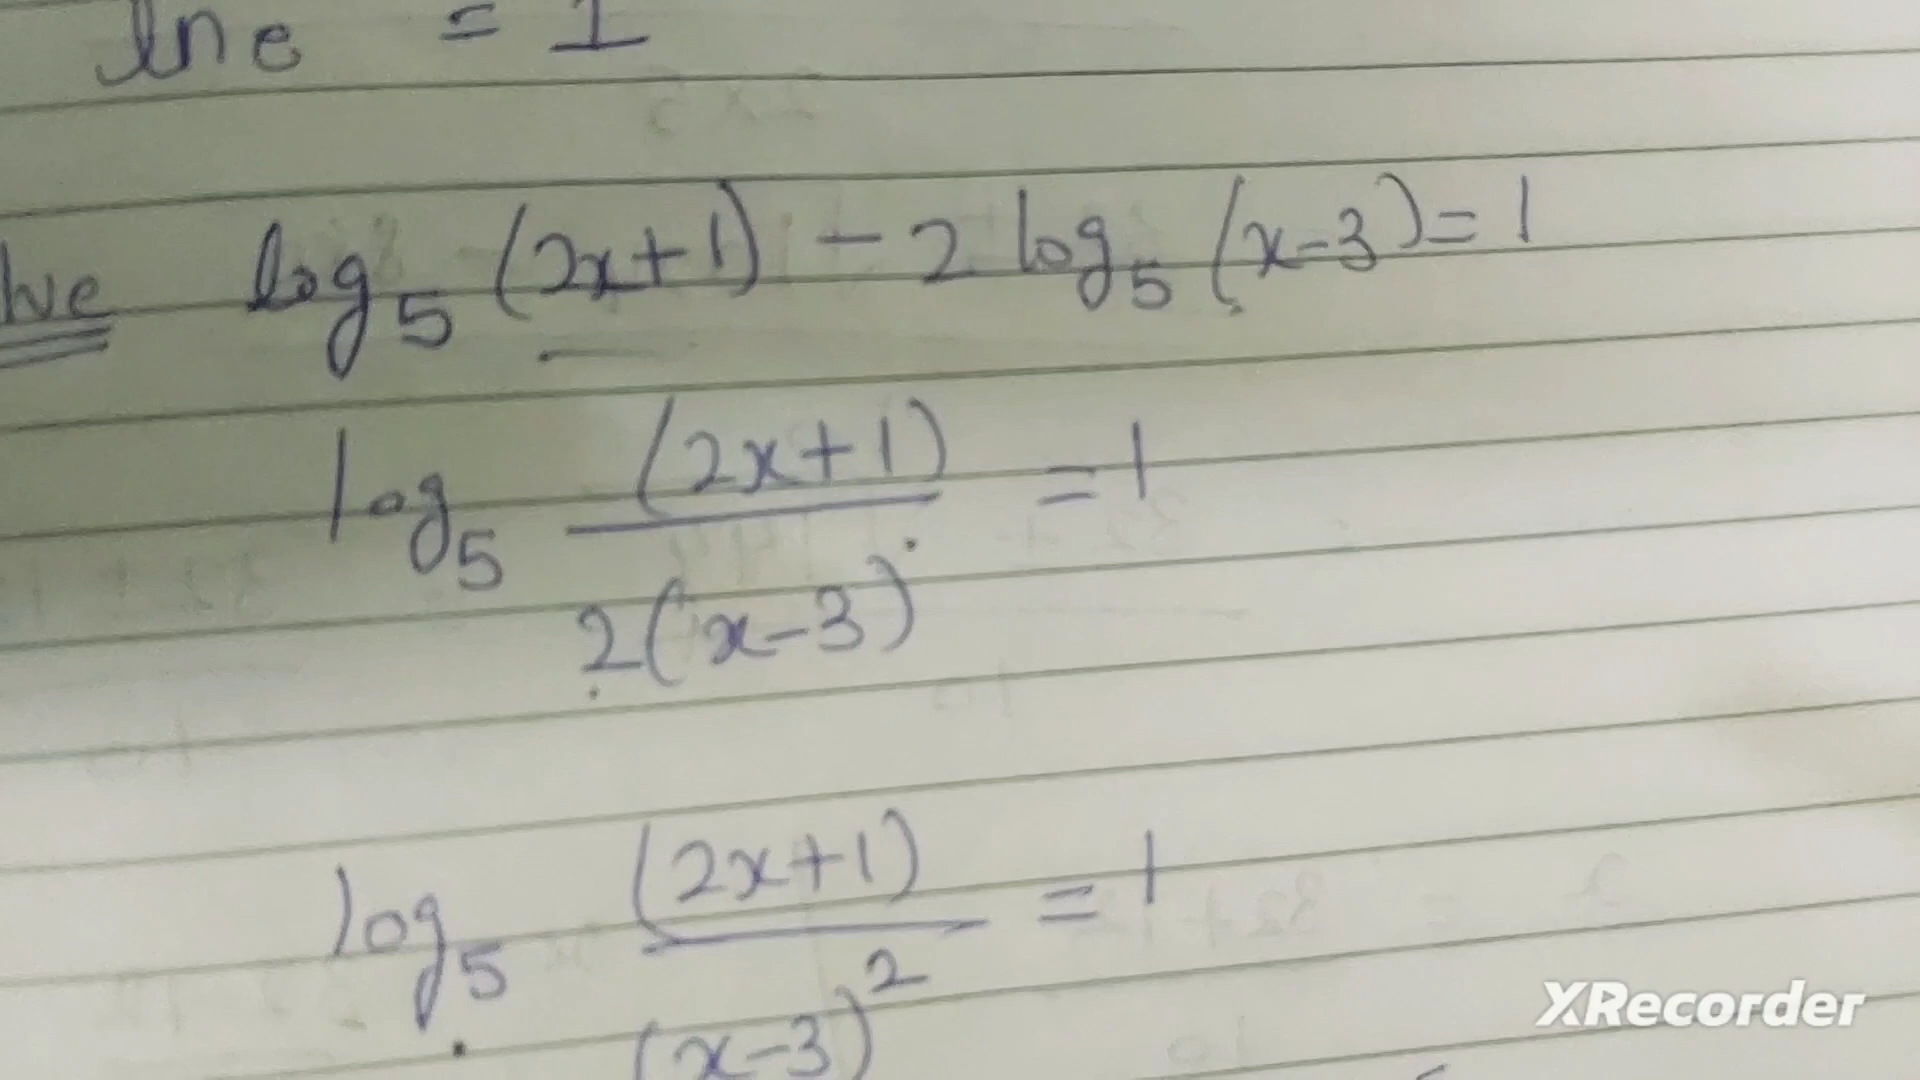 ln e = 1
lve log₅ (2x+1) - 2 log₅ (x-3) = 1
log₅ (2x+1) / 2(x-3) = 1
log₅ (2x+1) / (x-3)² = 1
XRecorder